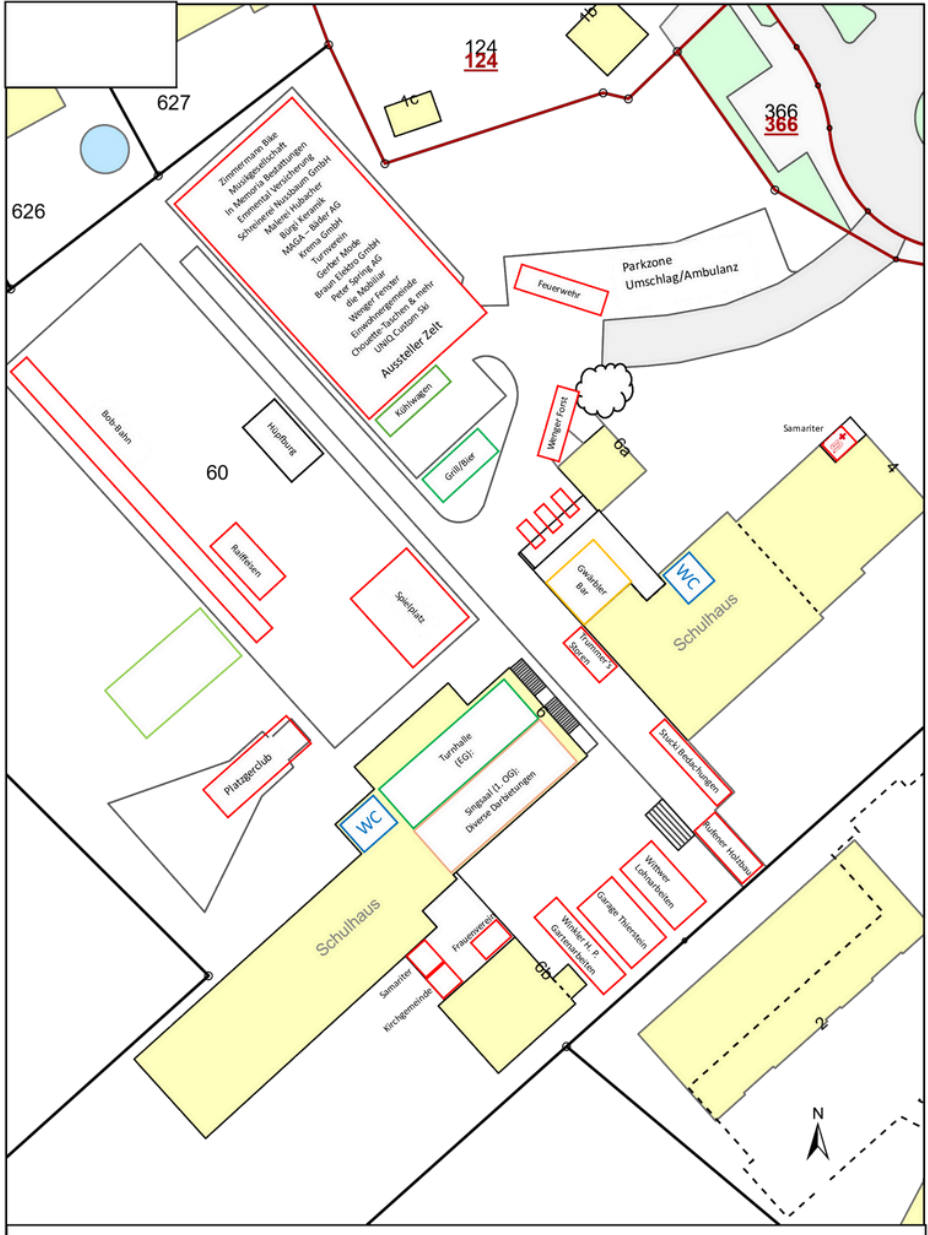 1b
124
124
1c
627
366
366
626
Zimmermann Bike
Musikgesellschaft
In Memoria Bestattungen
Emmental Versicherung
Schreinerei Nussbaum GmbH
Malerei Hubacher
Bürgi Keramik
MAGA – Bäder AG
Krema GmbH
Turnverein
Gerber Mode
Braun Elektro GmbH
Peter Spring AG
die Mobiliar
Wenger Fenster
Einwohnergemeinde
Chouette-Taschen & mehr
UNIQ Custom Ski
Aussteller Zelt
Parkzone
Umschlag/Ambulanz
Feuerwehr
Kühlwagen
Grill/Bier
Wenger Forst
6a
Samariter
4
Bob-Bahn
Hüpfburg
60
Raiffeisen
Spielplatz
Gwärbler
Bar
WC
Schulhaus
Trummer's
Storen
6
Turnhalle
(EG):
Singsaal (1. OG):
Diverse Darbietungen
Stucki Bedachungen
Platzgerclub
WC
Rufener Holzbau
Wittwer
Lohnarbeiten
Garage Thierstein
Winkler H. P.
Gartenarbeiten
Schulhaus
Frauenverein
Samariter
Kirchgemeinde
6b
2
N